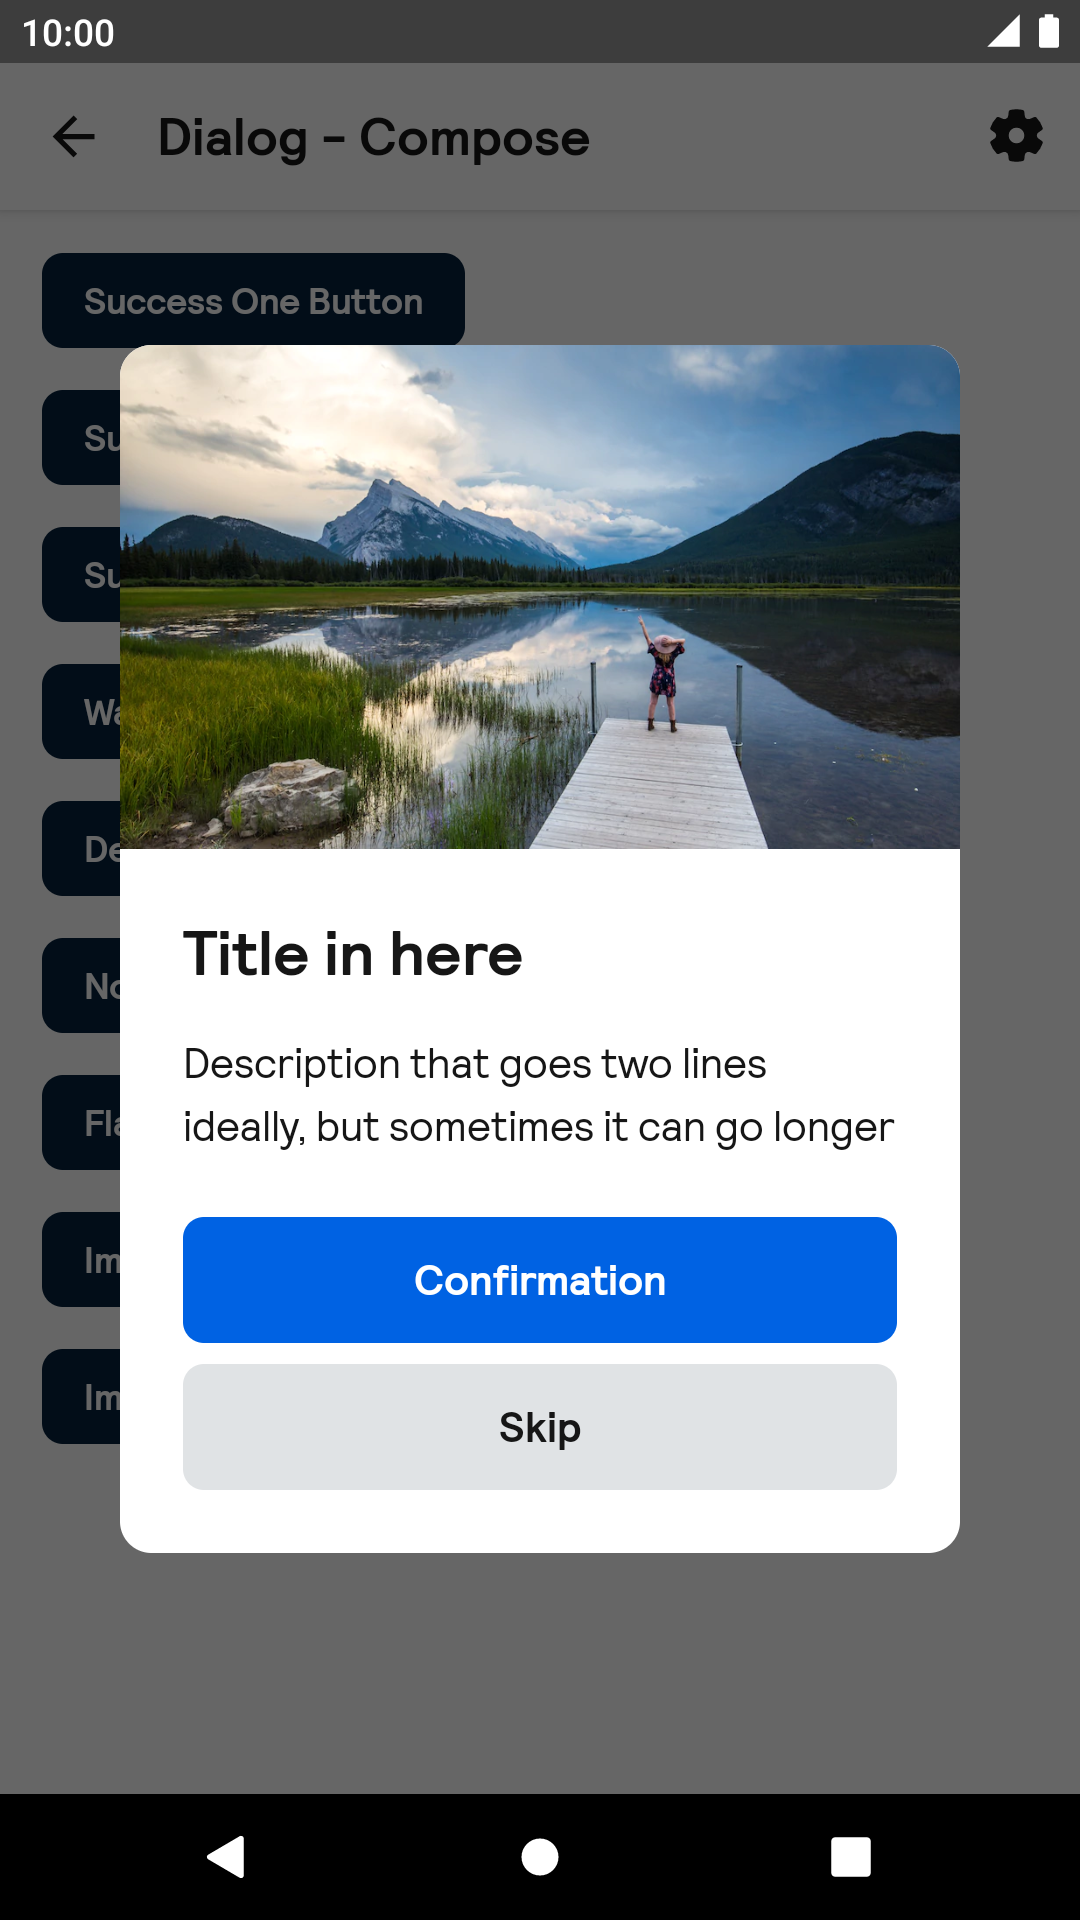 10:00
Dialog - Compose
Success One Button
Su
Su
Wa
De
No
Fla
Im
Im
Title in here
Description that goes two lines
ideally, but sometimes it can go longer
Confirmation
Skip